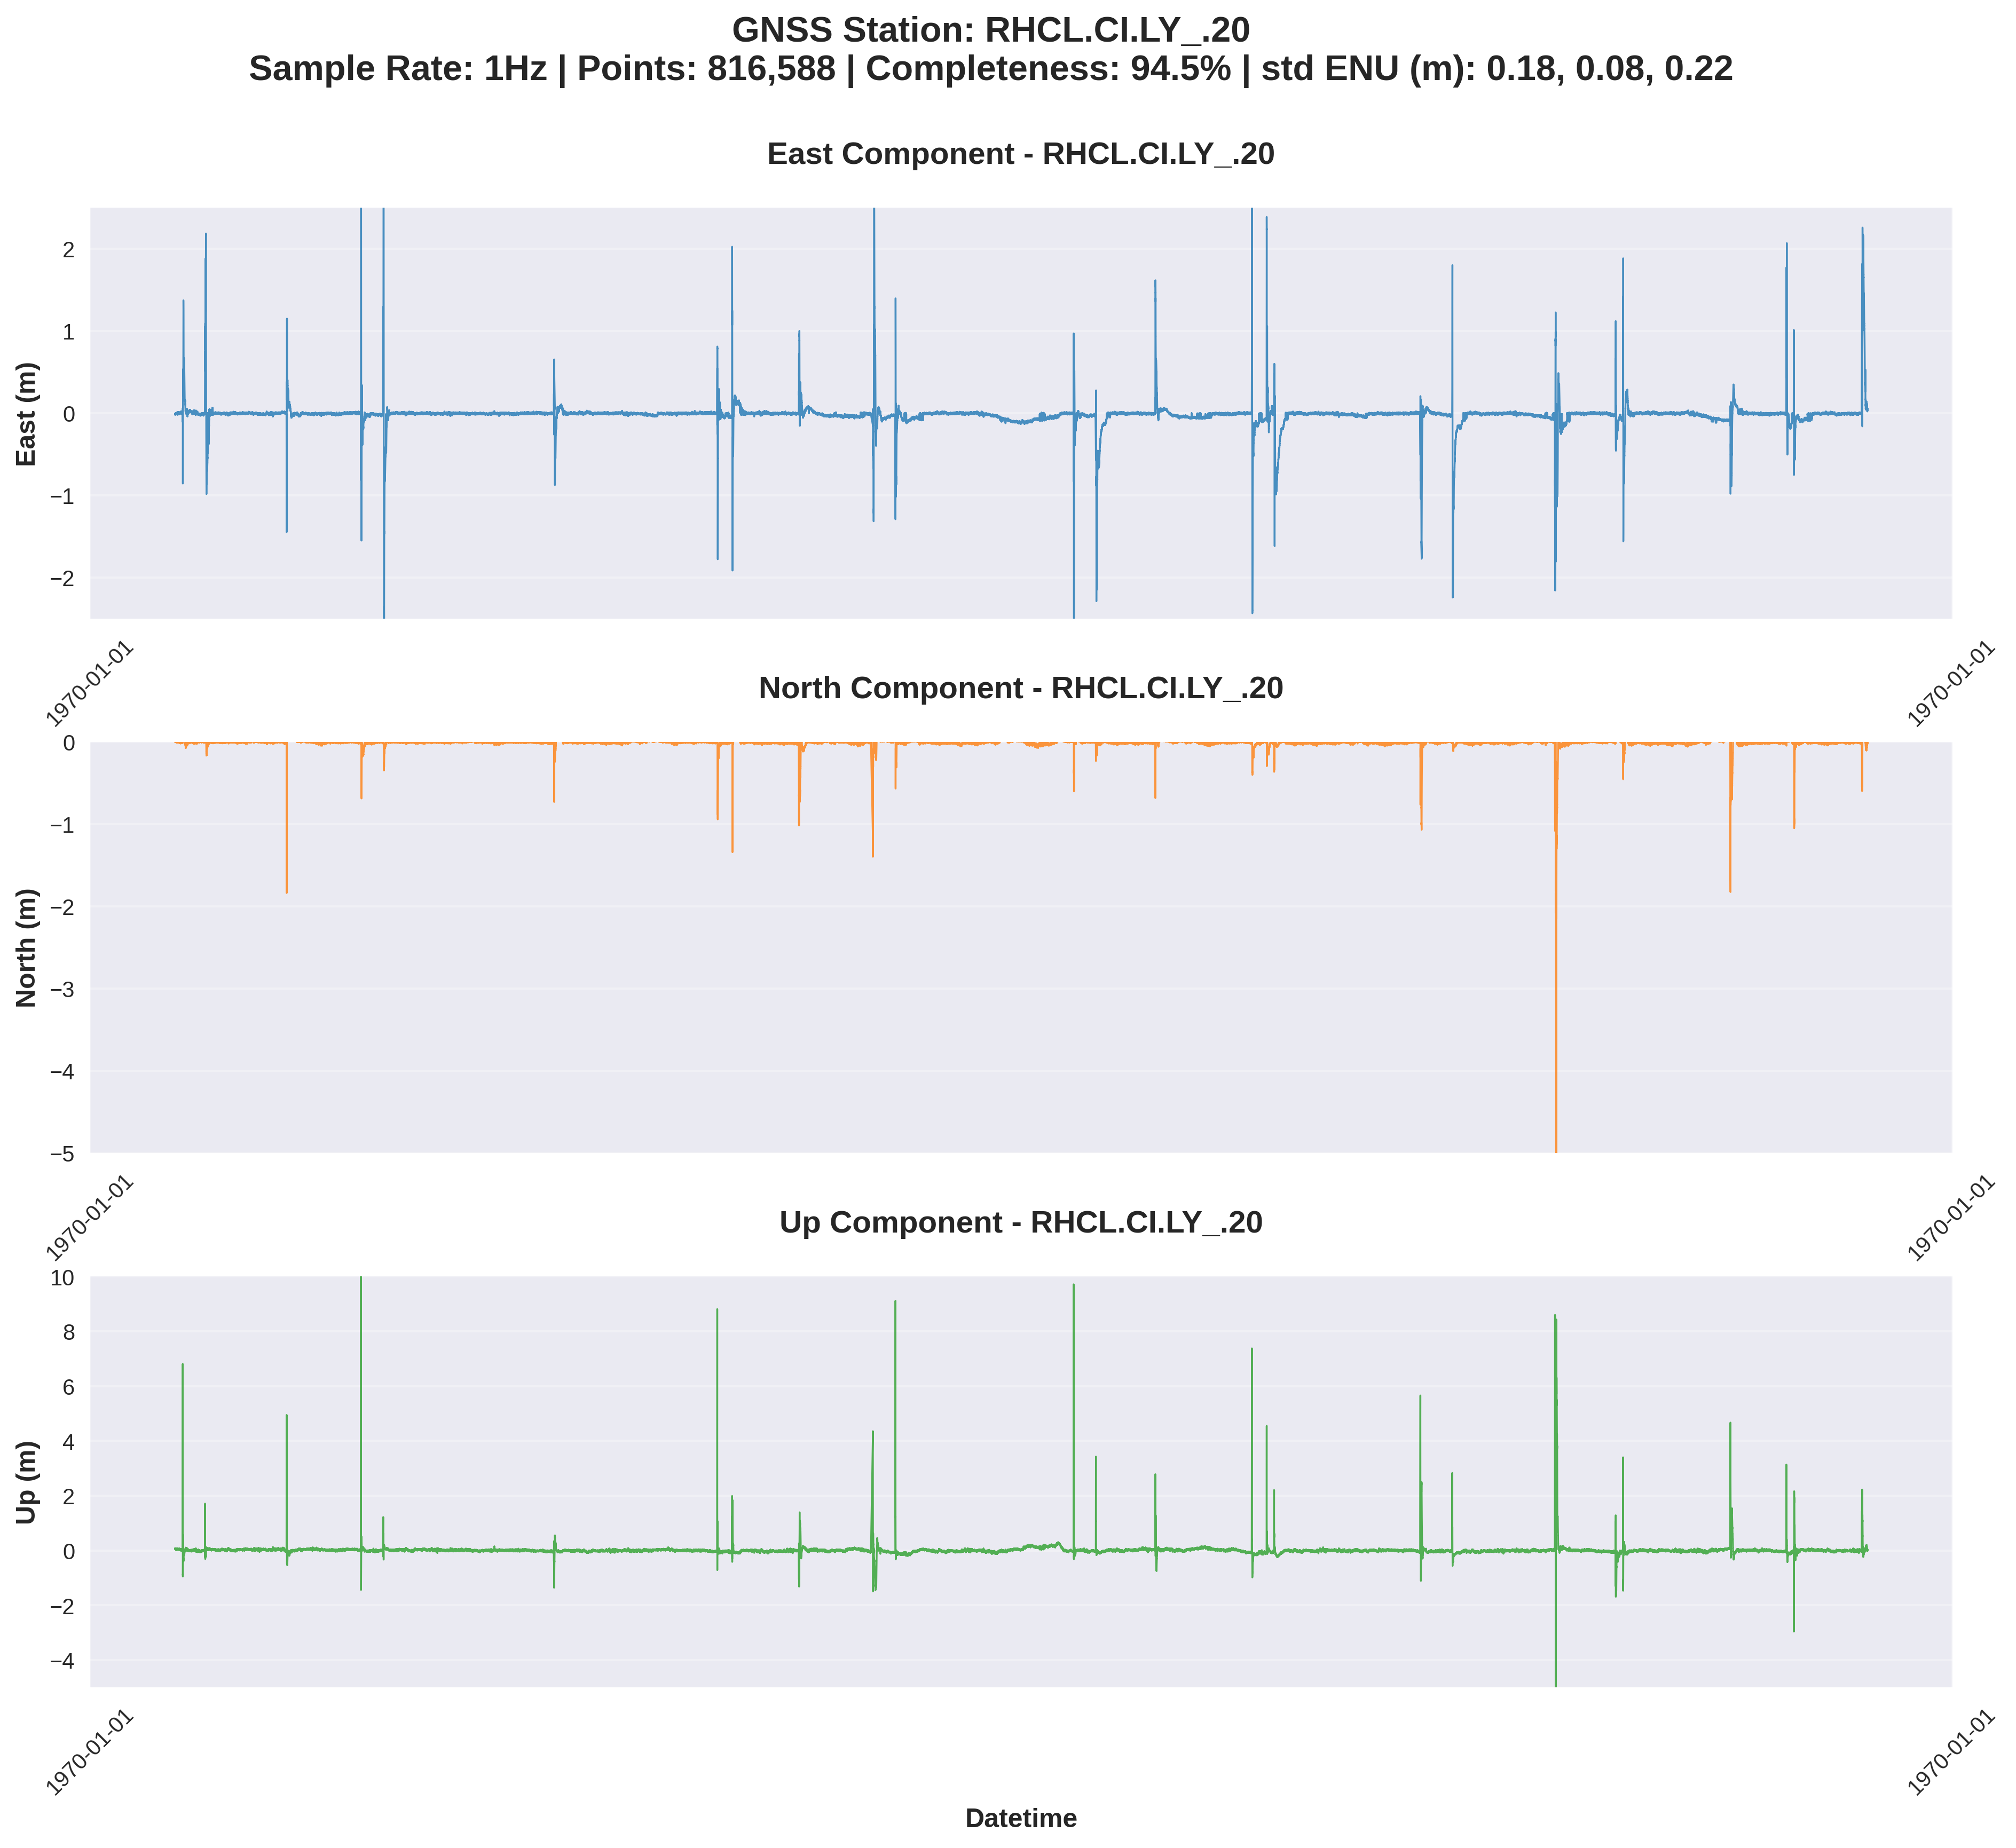 GNSS Station: RHCL.CI.LY_.20
Sample Rate: 1Hz | Points: 816,588 | Completeness: 94.5% | std ENU (m): 0.18, 0.08, 0.22
East Component - RHCL.CI.LY_.20
2
1
0
−1
−2
East (m)
1970-01-01
1970-01-01
North Component - RHCL.CI.LY_.20
0
−1
−2
−3
−4
−5
North (m)
1970-01-01
1970-01-01
Up Component - RHCL.CI.LY_.20
10
8
6
4
2
0
−2
−4
Up (m)
1970-01-01
1970-01-01
Datetime